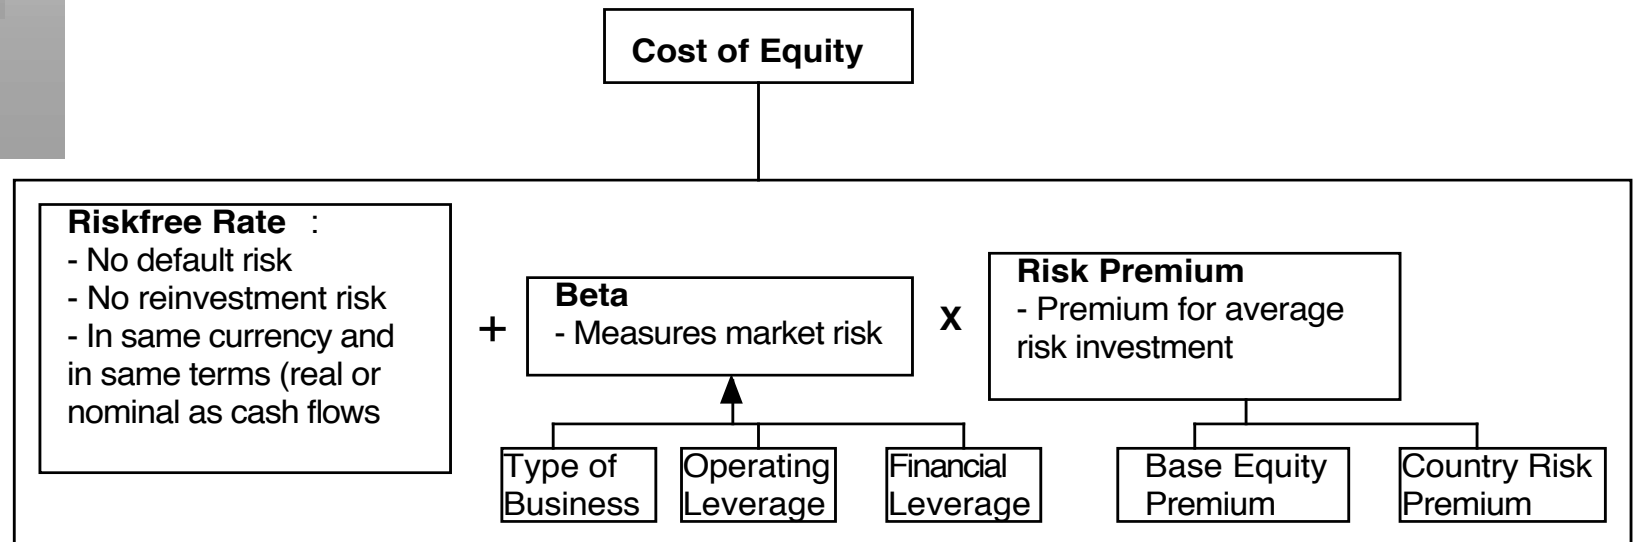 Cost of Equity
Riskfree Rate :
- No default risk
- No reinvestment risk
- In same currency and
in same terms (real or
nominal as cash flows
+
Beta
- Measures market risk
X
Risk Premium
- Premium for average
risk investment
Type of
Business
Operating
Leverage
Financial
Leverage
Base Equity
Premium
Country Risk
Premium